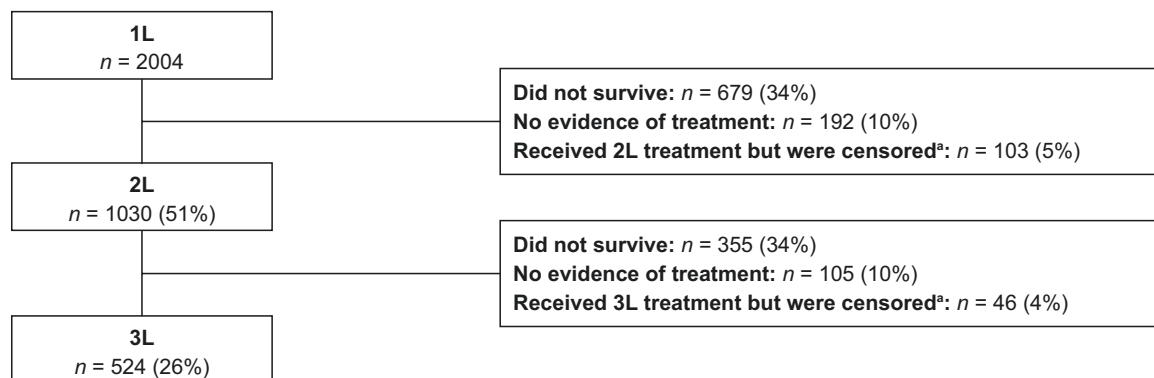 1L
n = 2004
Did not survive: n = 679 (34%)
No evidence of treatment: n = 192 (10%)
Received 2L treatment but were censoredᵃ: n = 103 (5%)
2L
n = 1030 (51%)
Did not survive: n = 355 (34%)
No evidence of treatment: n = 105 (10%)
Received 3L treatment but were censoredᵃ: n = 46 (4%)
3L
n = 524 (26%)